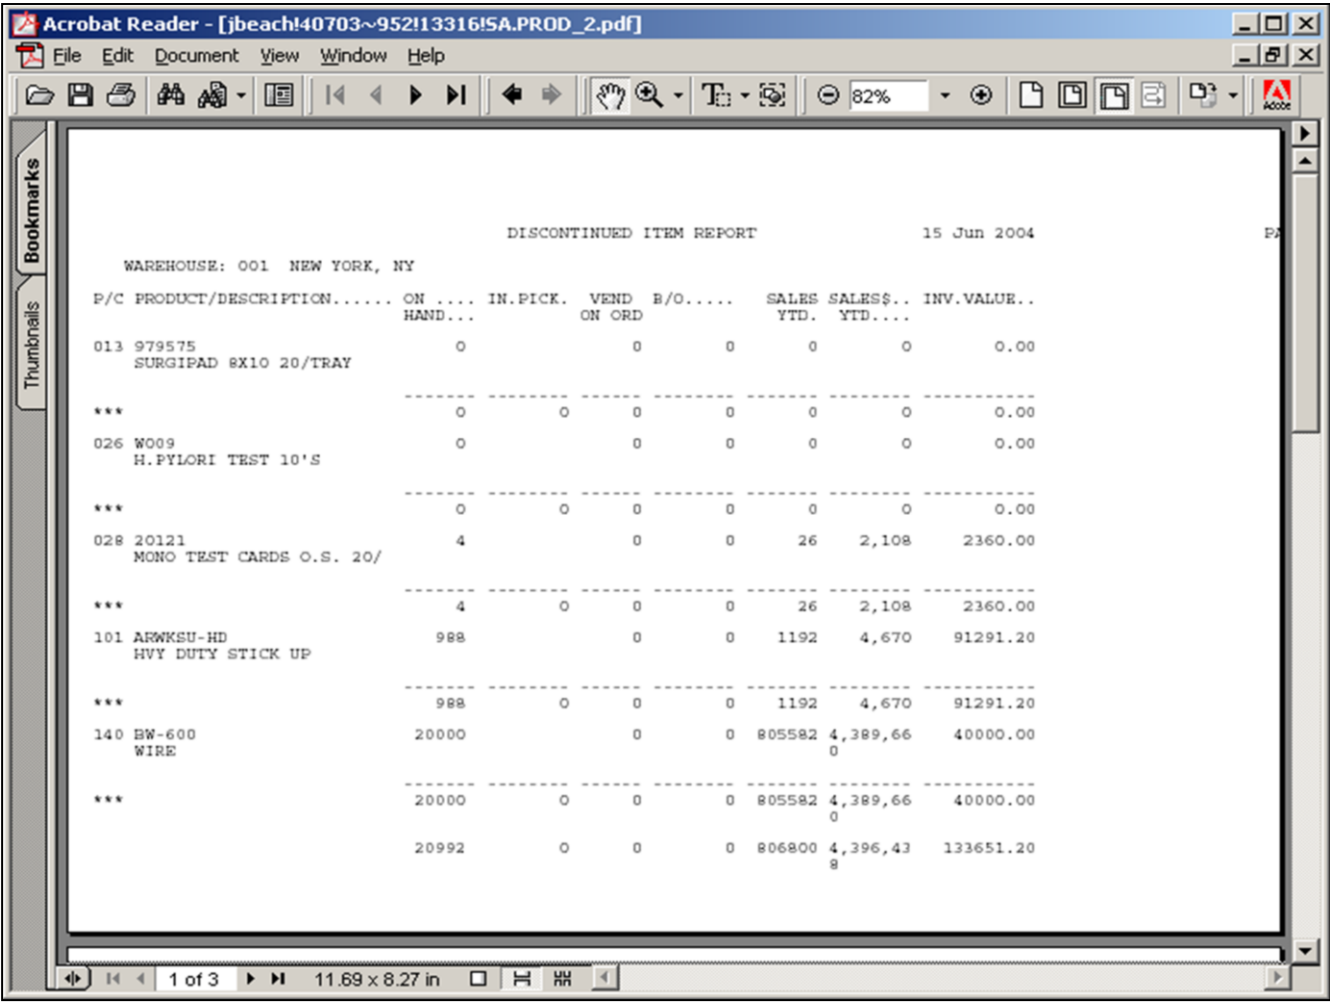 Acrobat Reader - [jbeach!40703~952!13316!SA.PROD_2.pdf]
File Edit Document View Window Help
82%
Adobe
Bookmarks
Thumbnails
DISCONTINUED ITEM REPORT 15 Jun 2004 PA
WAREHOUSE: 001 NEW YORK, NY
P/C PRODUCT/DESCRIPTION...... ON .... IN.PICK. VEND B/O..... SALES SALES$.. INV.VALUE..
HAND... ON ORD YTD. YTD....
013 979575 0 0 0 0 0 0.00
SURGIPAD 8X10 20/TRAY
------- -------- ------ -------- ------- -------- -----------
*** 0 0 0 0 0 0 0.00
026 W009 0 0 0 0 0 0.00
H.PYLORI TEST 10'S
------- -------- ------ -------- ------- -------- -----------
*** 0 0 0 0 0 0 0.00
028 20121 4 0 0 26 2,108 2360.00
MONO TEST CARDS O.S. 20/
------- -------- ------ -------- ------- -------- -----------
*** 4 0 0 0 26 2,108 2360.00
101 ARWKSU-HD 988 0 0 1192 4,670 91291.20
HVY DUTY STICK UP
------- -------- ------ -------- ------- -------- -----------
*** 988 0 0 0 1192 4,670 91291.20
140 BW-600 20000 0 0 805582 4,389,66 40000.00
WIRE 0
------- -------- ------ -------- ------- -------- -----------
*** 20000 0 0 0 805582 4,389,66 40000.00
0
20992 0 0 0 806800 4,396,43 133651.20
8
1 of 3 11.69 x 8.27 in